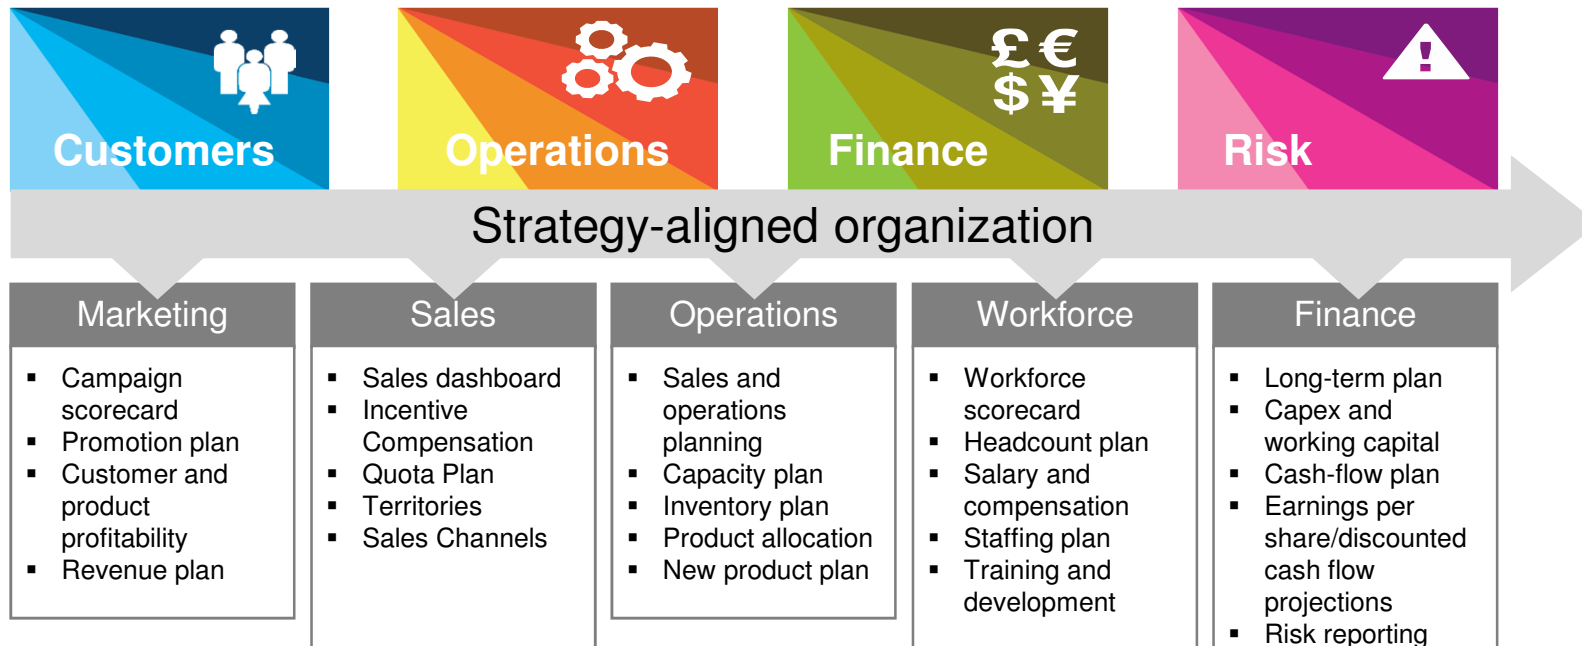 £ €
$ ¥
Customers
Operations
Finance
Risk
Strategy-aligned organization
Marketing
▪ Campaign
scorecard
▪ Promotion plan
▪ Customer and
product
profitability
▪ Revenue plan
Sales
▪ Sales dashboard
▪ Incentive
Compensation
▪ Quota Plan
▪ Territories
▪ Sales Channels
Operations
▪ Sales and
operations
planning
▪ Capacity plan
▪ Inventory plan
▪ Product allocation
▪ New product plan
Workforce
▪ Workforce
scorecard
▪ Headcount plan
▪ Salary and
compensation
▪ Staffing plan
▪ Training and
development
Finance
▪ Long-term plan
▪ Capex and
working capital
▪ Cash-flow plan
▪ Earnings per
share/discounted
cash flow
projections
▪ Risk reporting